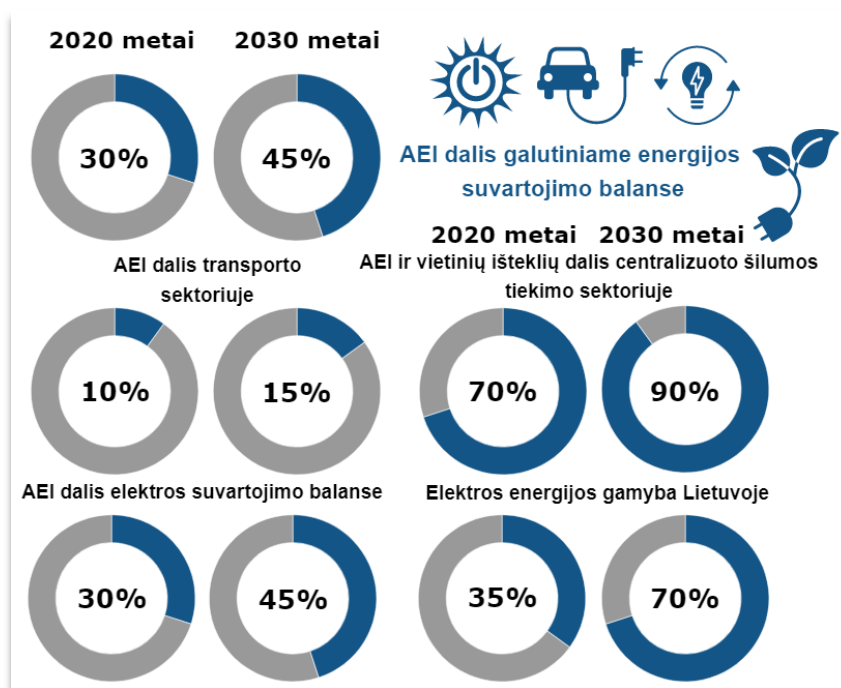 2020 metai 2030 metai
30% 45%
AEI dalis galutiniame energijos
suvartojimo balanse
2020 metai 2030 metai
AEI dalis transporto
sektoriuje
10% 15%
AEI ir vietinių išteklių dalis centralizuoto šilumos
tiekimo sektoriuje
70% 90%
AEI dalis elektros suvartojimo balanse
30% 45%
Elektros energijos gamyba Lietuvoje
35% 70%